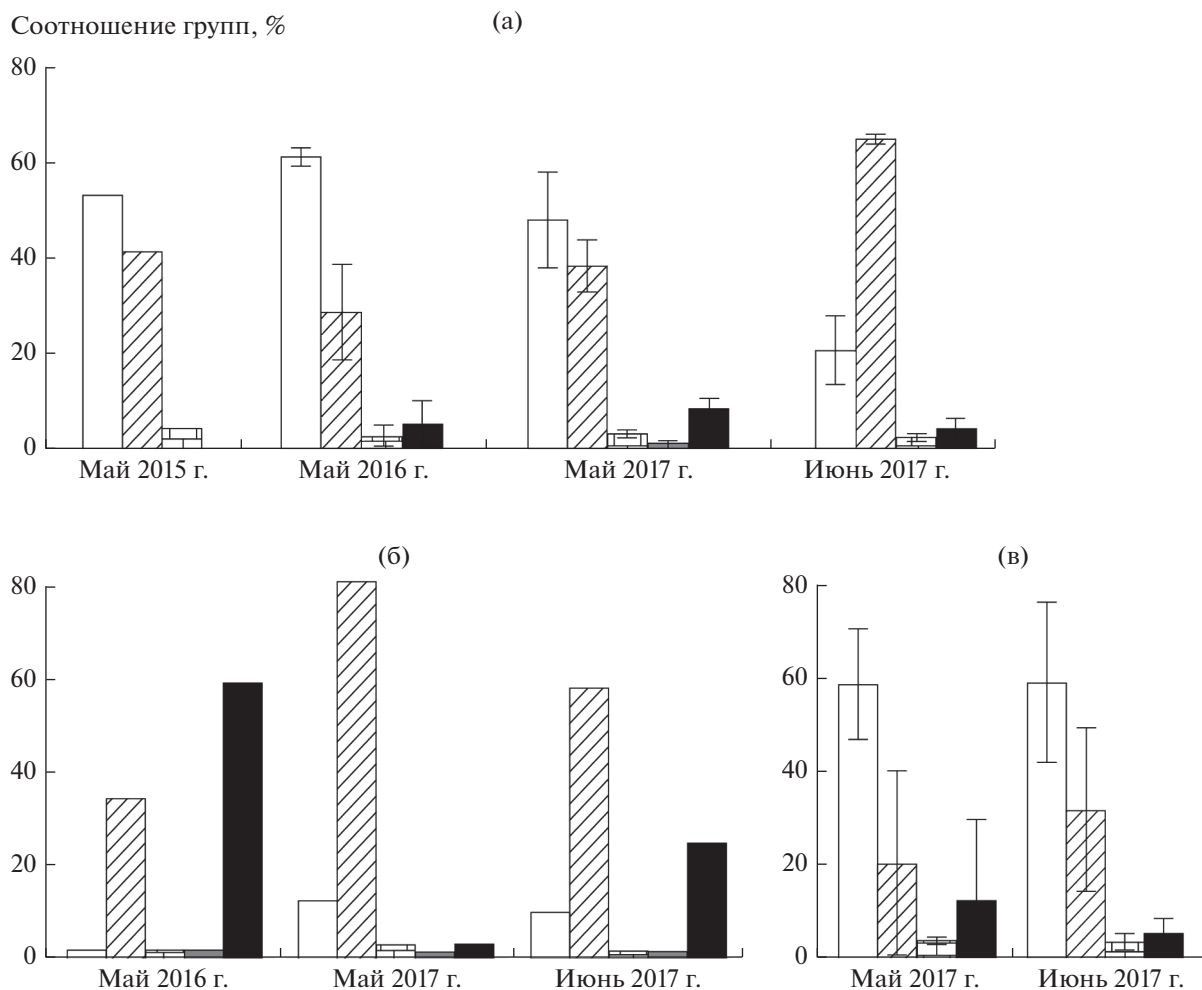 Соотношение групп, %
(а)
80
60
40
20
0
Май 2015 г.
Май 2016 г.
Май 2017 г.
Июнь 2017 г.
(б)
80
60
40
20
0
Май 2016 г.
Май 2017 г.
Июнь 2017 г.
(в)
80
60
40
20
0
Май 2017 г.
Июнь 2017 г.